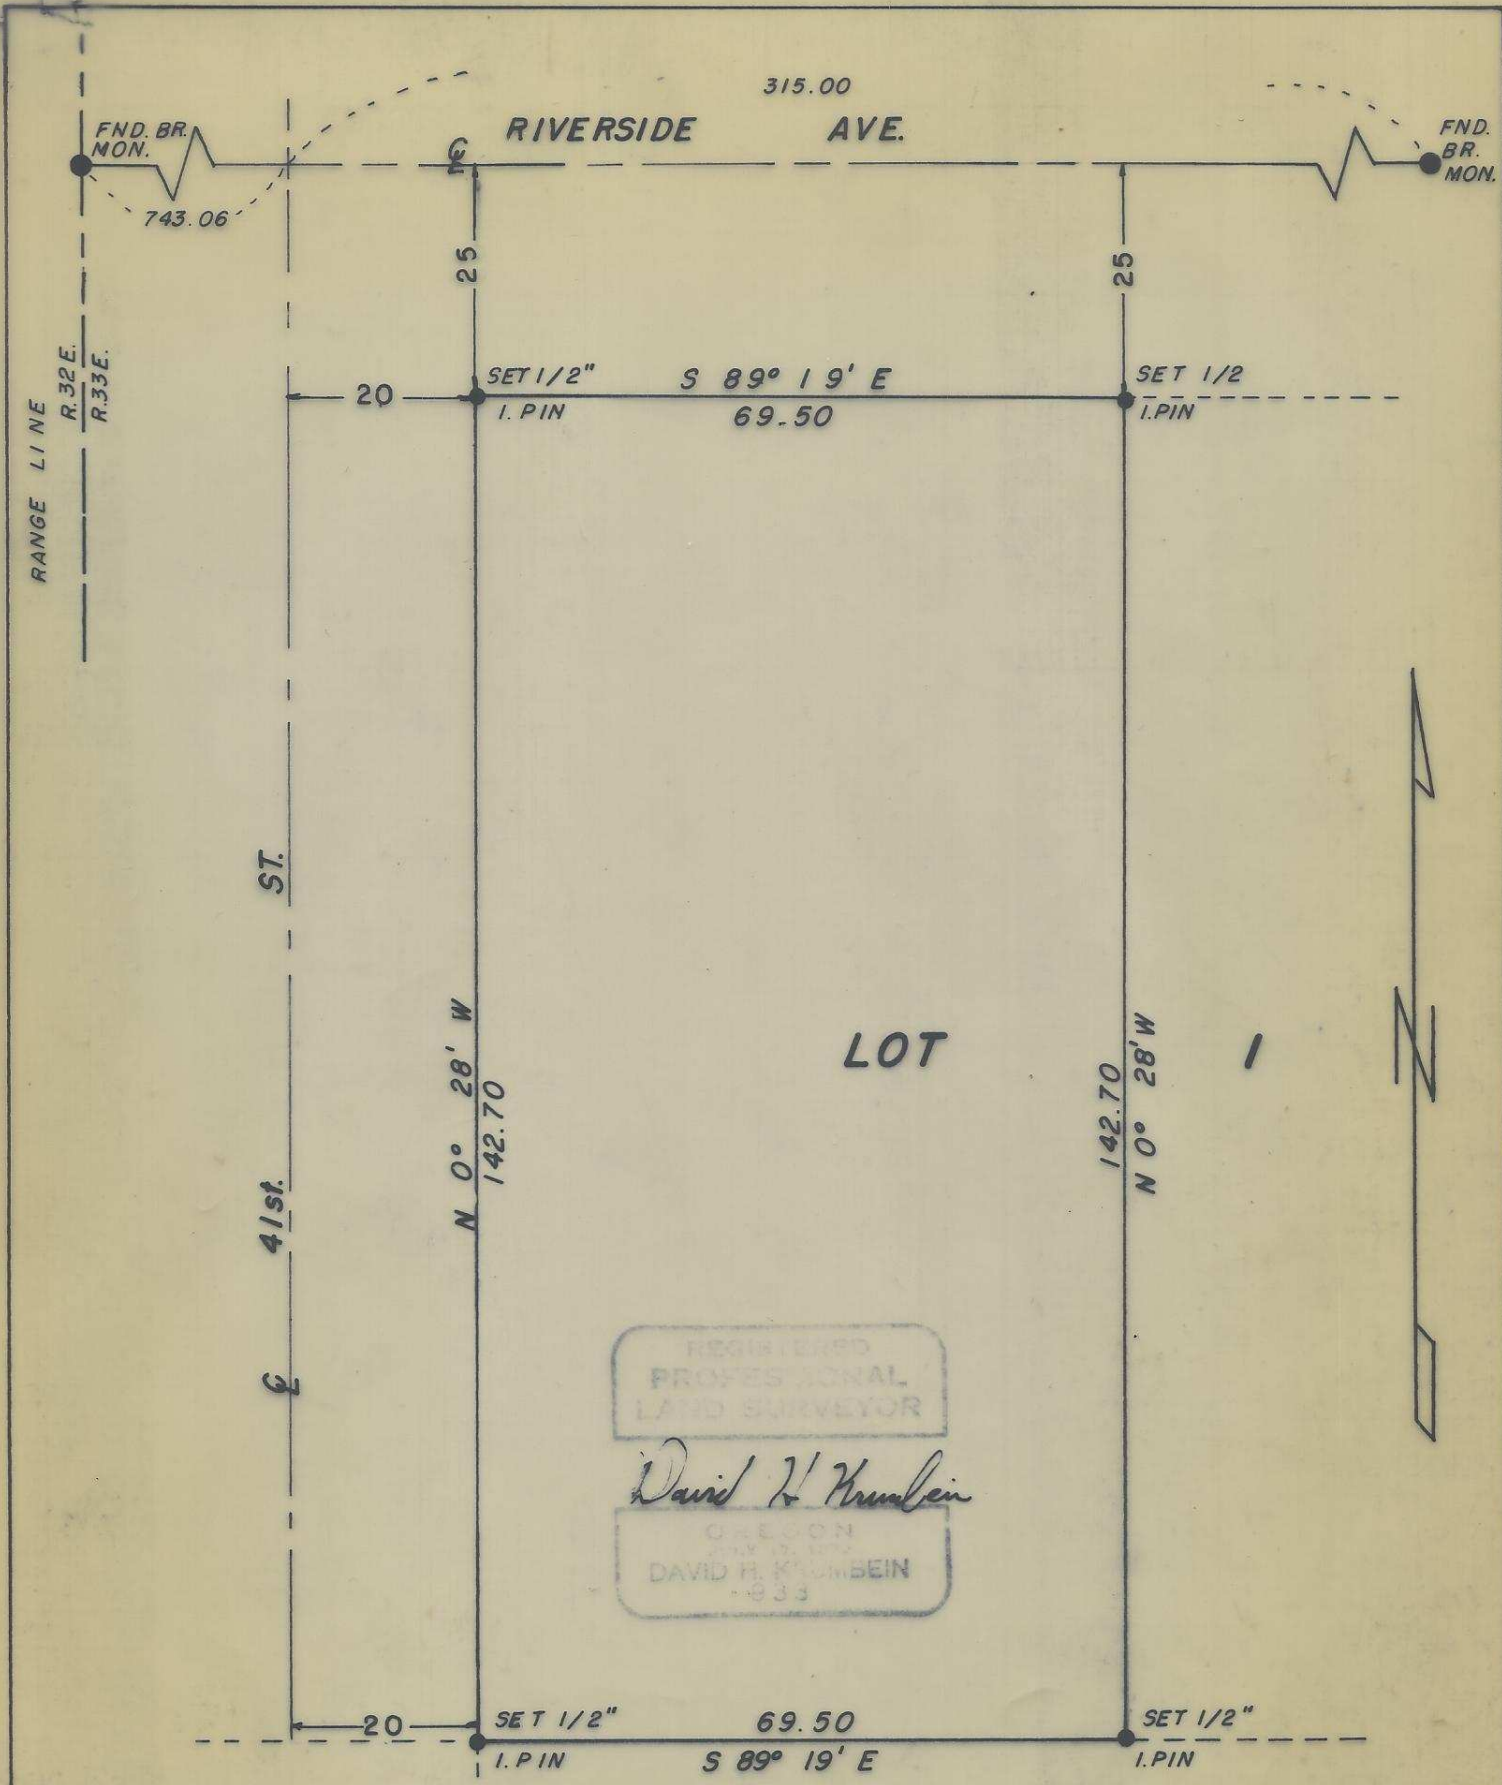 315.00
RIVERSIDE AVE.
FND. BR.
MON.
FND.
BR.
MON.
℄
743.06
25
25
RANGE LINE
R.32E.
R.33E.
20
SET 1/2"
I. PIN
S 89° 19' E
69.50
SET 1/2
I.PIN
℄ 41st. ST.
N 0° 28' W
142.70
LOT 1
142.70
N 0° 28' W
N
REGISTERED
PROFESSIONAL
LAND SURVEYOR
David H Krumbein
OREGON
DAVID H. KRUMBEIN
20
SET 1/2"
I. PIN
69.50
S 89° 19' E
SET 1/2"
I.PIN